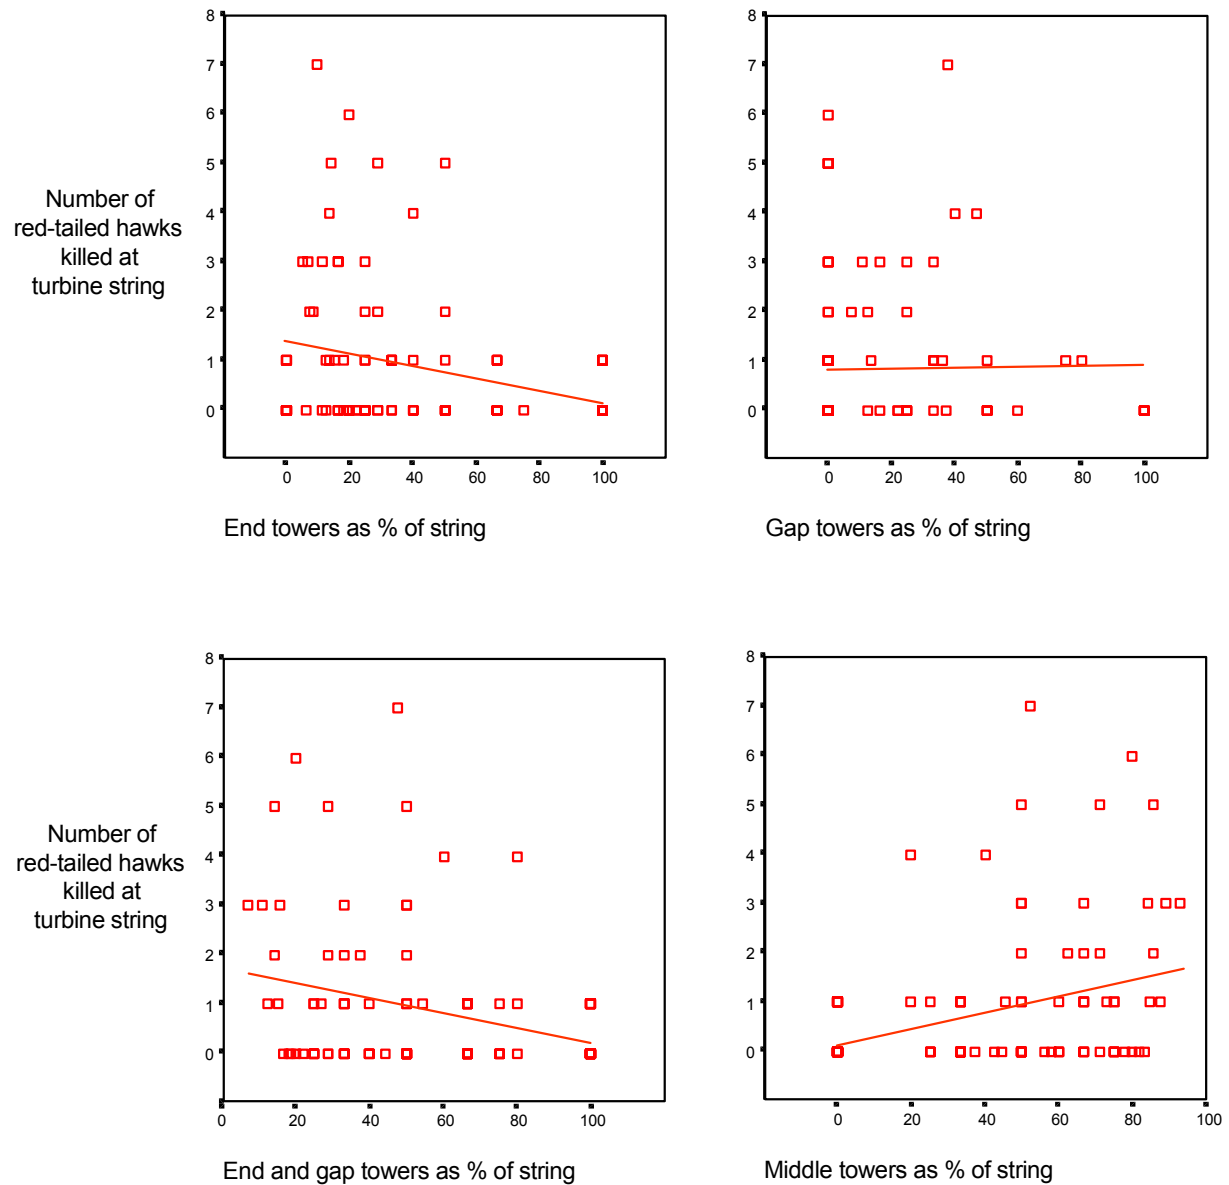 8
7
6
5
4
3
2
1
0
0 20 40 60 80 100
Number of
red-tailed hawks
killed at
turbine string
End towers as % of string
8
7
6
5
4
3
2
1
0
0 20 40 60 80 100
Gap towers as % of string
8
7
6
5
4
3
2
1
0
0 20 40 60 80 100
Number of
red-tailed hawks
killed at
turbine string
End and gap towers as % of string
8
7
6
5
4
3
2
1
0
0 20 40 60 80 100
Middle towers as % of string